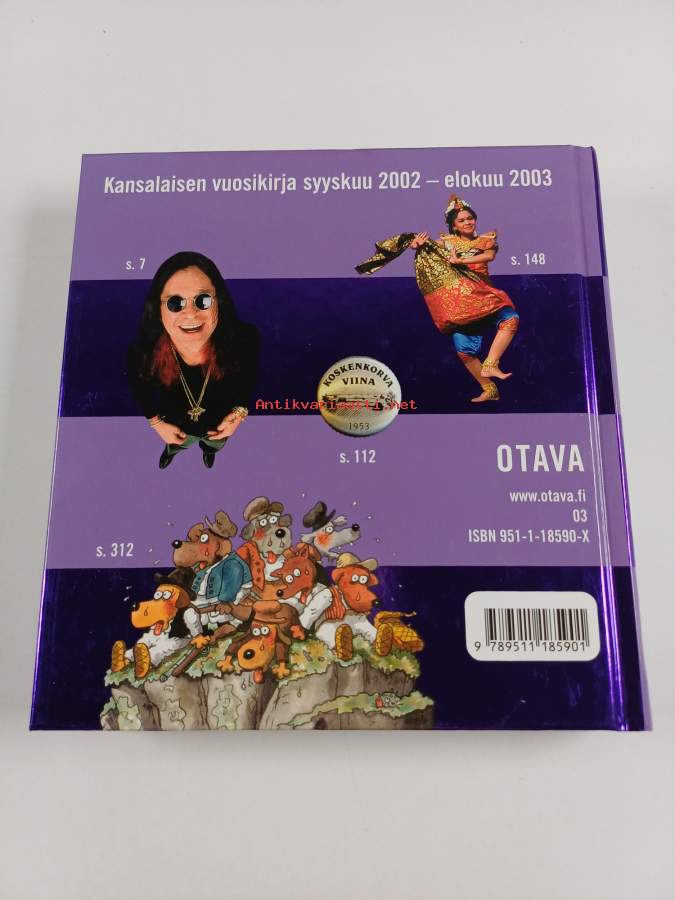 Kansalaisen vuosikirja syyskuu 2002 – elokuu 2003
s. 7
s. 148
KOSKENKORVA
VIINA
Antikvariaatti.net
1953
s. 112
OTAVA
www.otava.fi
03
ISBN 951-1-18590-X
s. 312
9 789511 185901